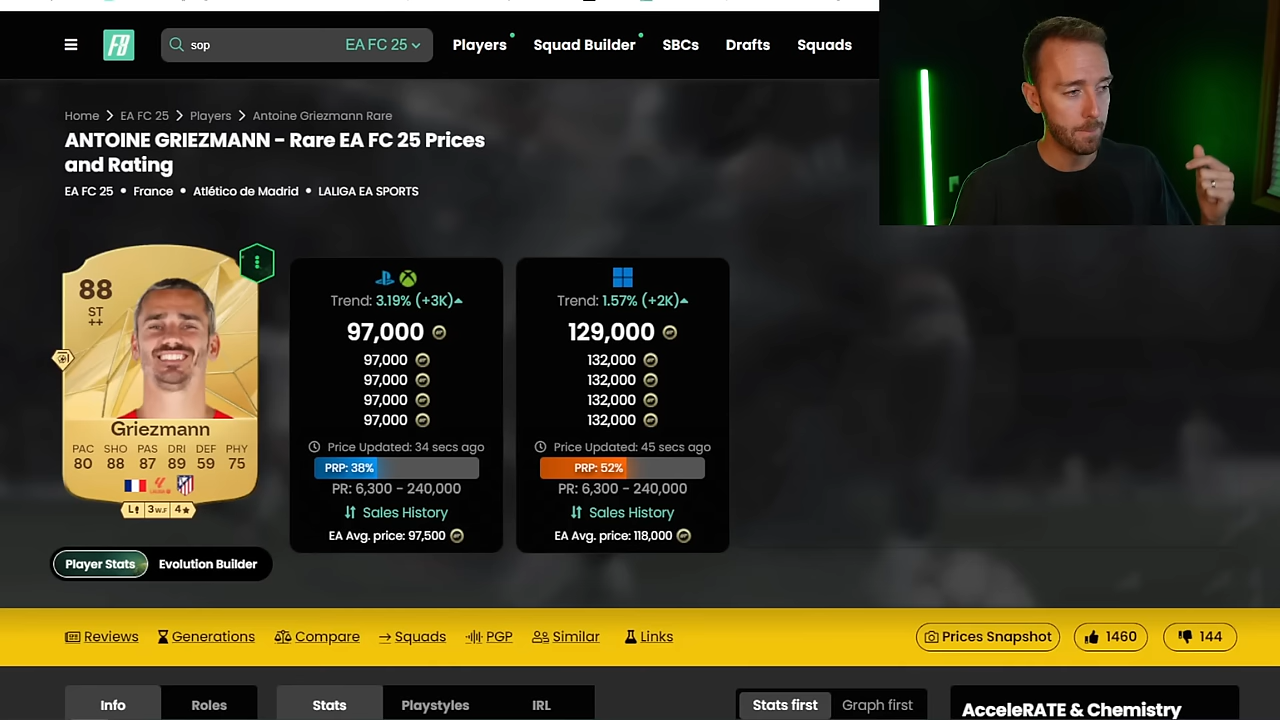 FB
sop
EA FC 25
Players
Squad Builder
SBCs
Drafts
Squads
Home > EA FC 25 > Players > Antoine Griezmann Rare
ANTOINE GRIEZMANN - Rare EA FC 25 Prices
and Rating
EA FC 25 • France • Atlético de Madrid • LALIGA EA SPORTS
88
ST
++
Griezmann
PAC SHO PAS DRI DEF PHY
80 88 87 89 59 75
L 3 W.F 4★
Trend: 3.19% (+3K)
97,000
97,000
97,000
97,000
97,000
Price Updated: 34 secs ago
PRP: 38%
PR: 6,300 - 240,000
Sales History
EA Avg. price: 97,500
Trend: 1.57% (+2K)
129,000
132,000
132,000
132,000
132,000
Price Updated: 45 secs ago
PRP: 52%
PR: 6,300 - 240,000
Sales History
EA Avg. price: 118,000
Player Stats
Evolution Builder
Reviews
Generations
Compare
Squads
PGP
Similar
Links
Prices Snapshot
1460
144
Info
Roles
Stats
Playstyles
IRL
Stats first
Graph first
AcceleRATE & Chemistry